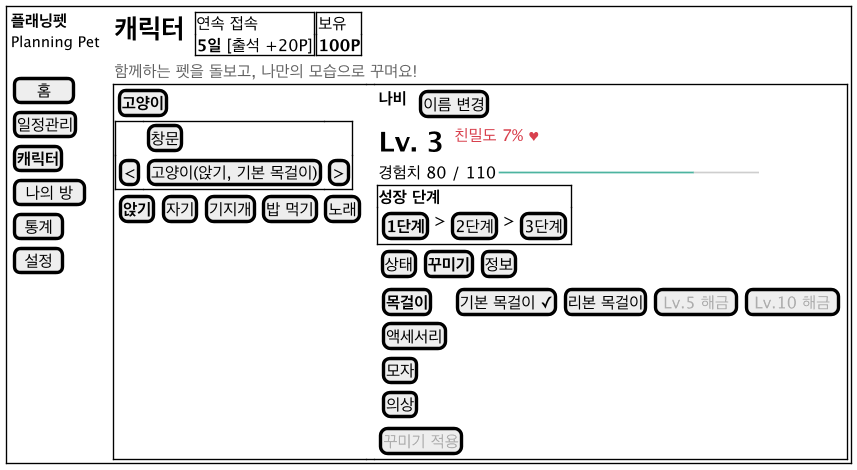 플래닝펫
Planning Pet
홈
일정관리
캐릭터
나의 방
통계
설정
캐릭터
연속 접속
5일 [출석 +20P]
보유
100P
함께하는 펫을 돌보고, 나만의 모습으로 꾸며요!
고양이
창문
< 고양이(앉기, 기본 목걸이) >
앉기 자기 기지개 밥 먹기 노래
나비 이름 변경
Lv. 3 친밀도 7% ♥
경험치 80 / 110
성장 단계
1단계 > 2단계 > 3단계
상태 꾸미기 정보
목걸이 기본 목걸이 ✓ 리본 목걸이 Lv.5 해금 Lv.10 해금
액세서리
모자
의상
꾸미기 적용